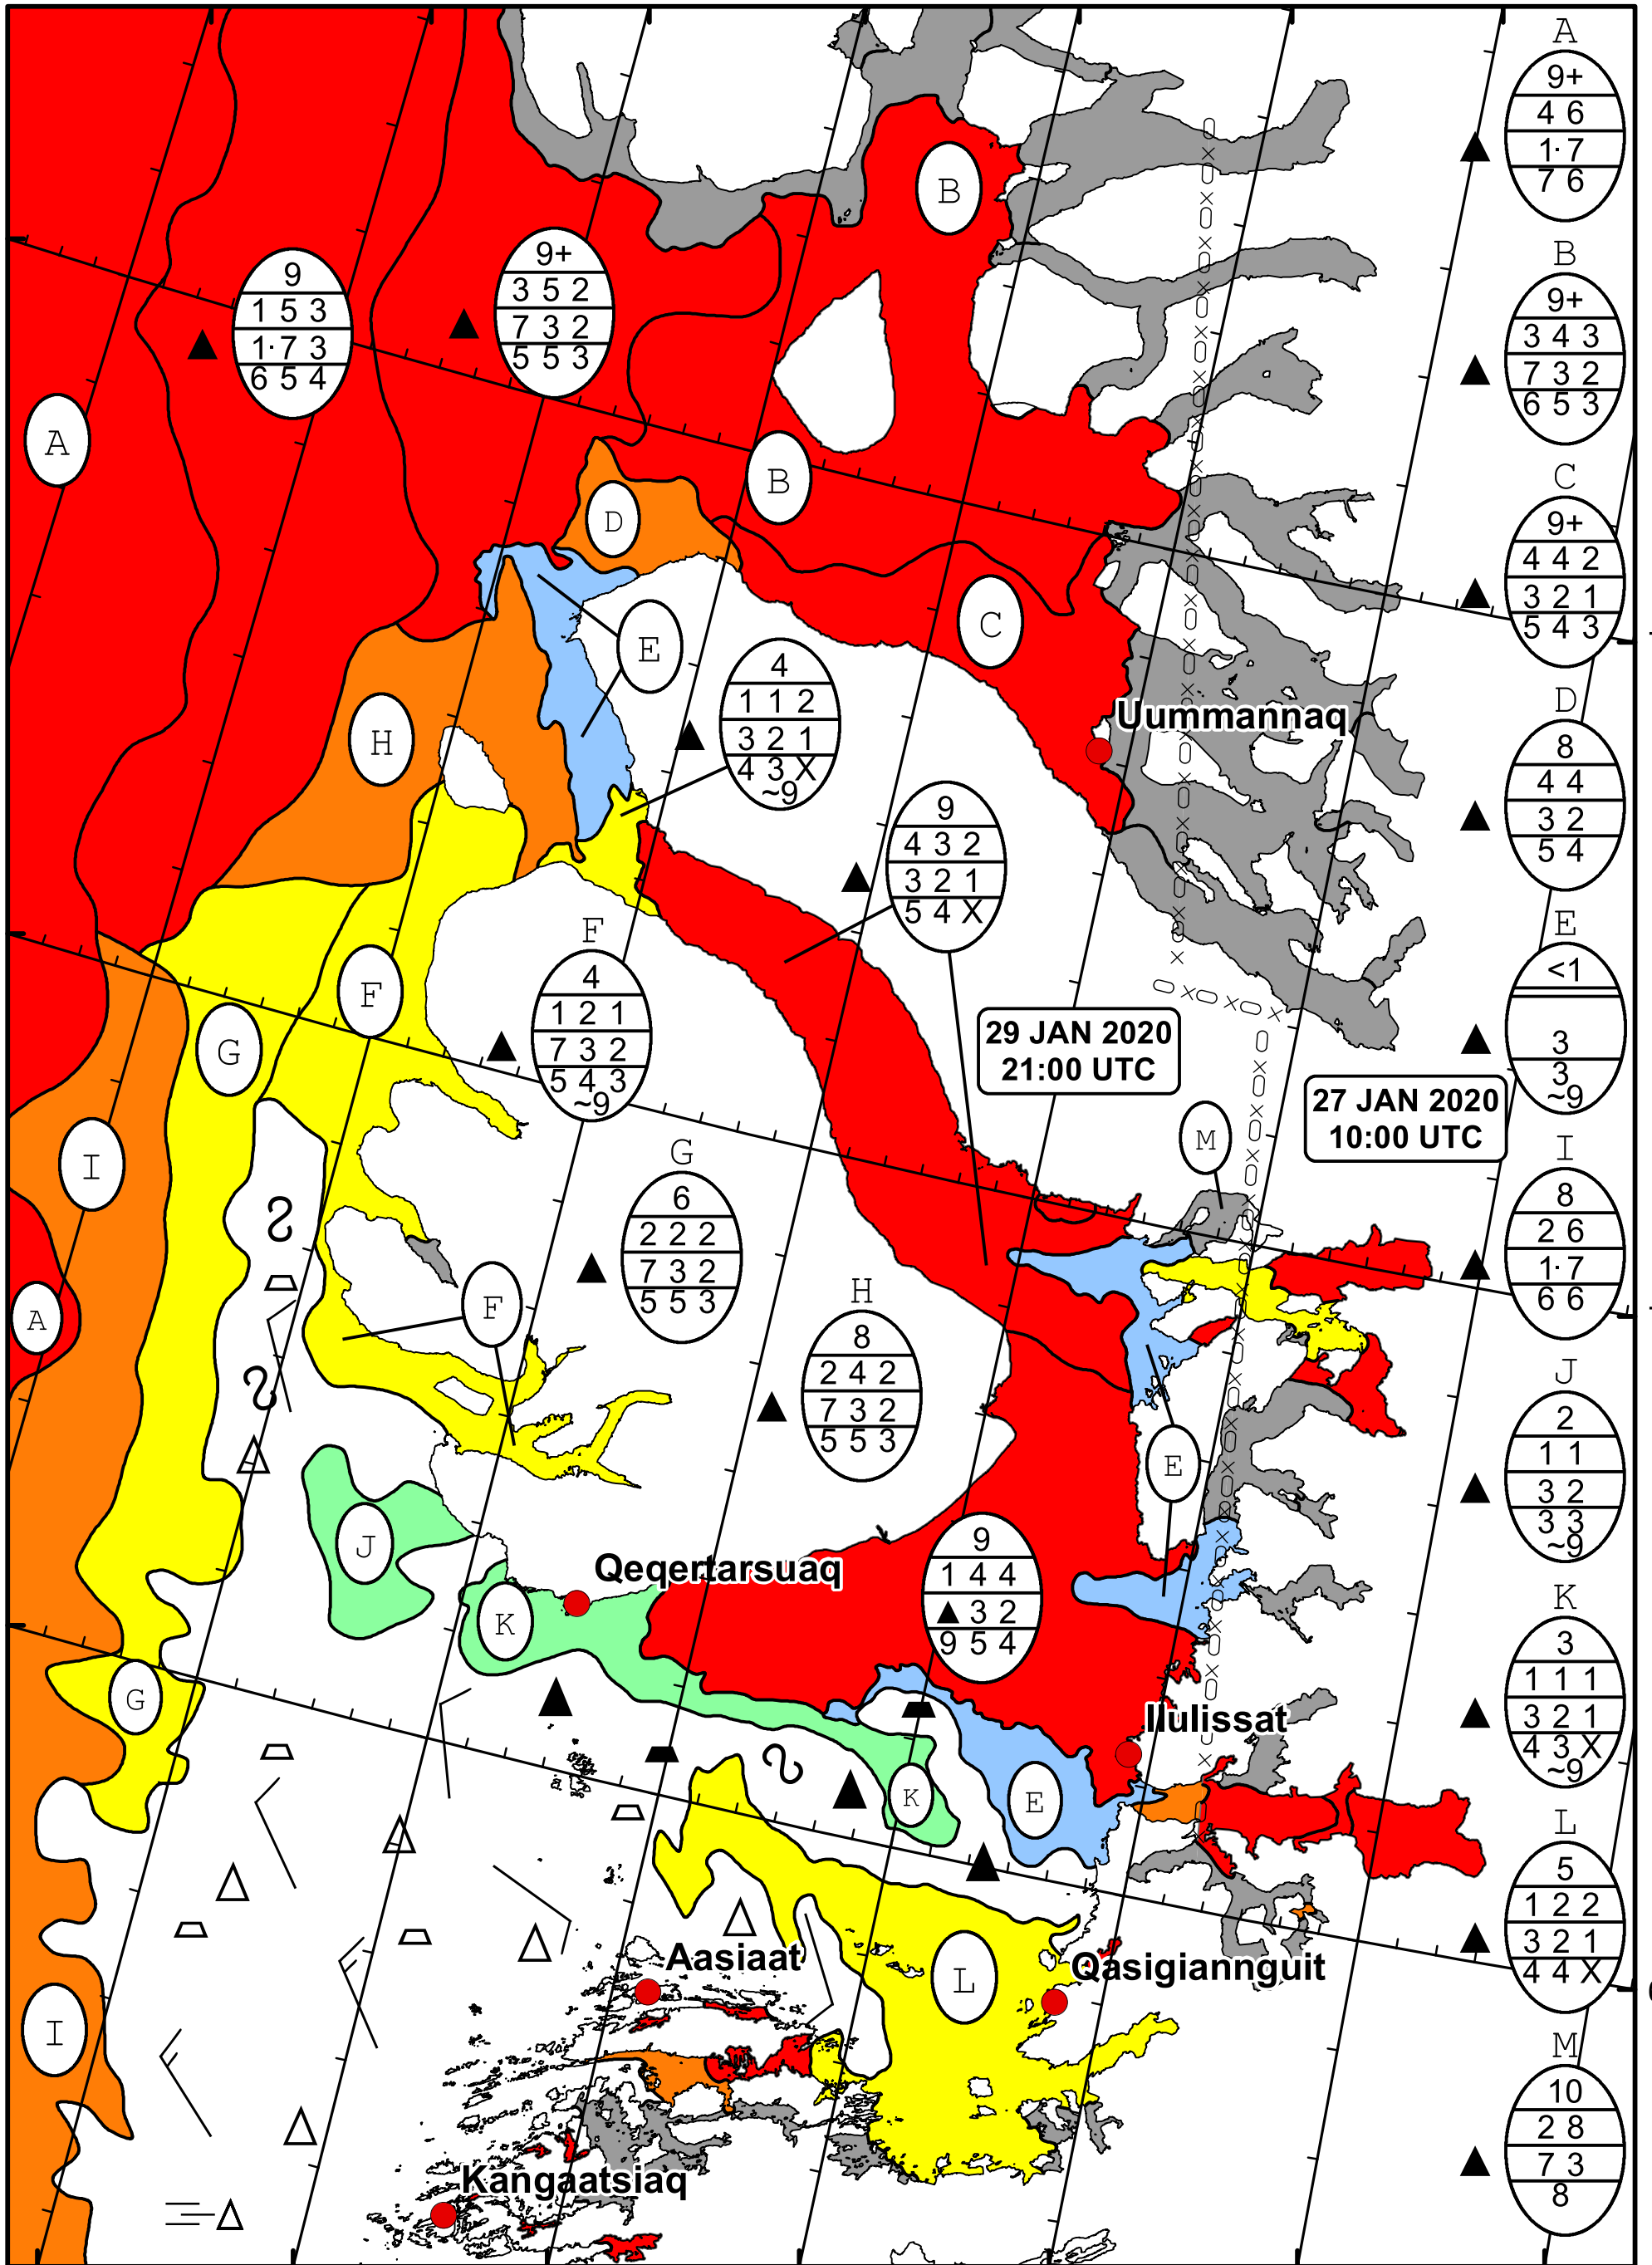 A
9+
4 6
1· 7
7 6
B
9+
3 4 3
7 3 2
6 5 3
C
9+
4 4 2
3 2 1
5 4 3
D
8
4 4
3 2
5 4
E
<1
3
3
~9
I
8
2 6
1· 7
6 6
J
2
1 1
3 2
3 3
~9
K
3
1 1 1
3 2 1
4 3 X
~9
L
5
1 2 2
3 2 1
4 4 X
M
10
2 8
7 3
8
B
9
1 5 3
1· 7 3
6 5 4
9+
3 5 2
7 3 2
5 5 3
A
B
D
C
E
H
4
1 1 2
3 2 1
4 3 X
~9
Uummannaq
9
4 3 2
3 2 1
5 4 X
F
4
1 2 1
7 3 2
5 4 3
~9
F
G
29 JAN 2020
21:00 UTC
27 JAN 2020
10:00 UTC
M
I
G
6
2 2 2
7 3 2
5 5 3
H
8
2 4 2
7 3 2
5 5 3
A
F
E
J
9
1 4 4
▲ 3 2
9 5 4
Qeqertarsuaq
K
G
Ilulissat
K
E
Aasiaat
L
Qasigiannguit
I
Kangaatsiaq